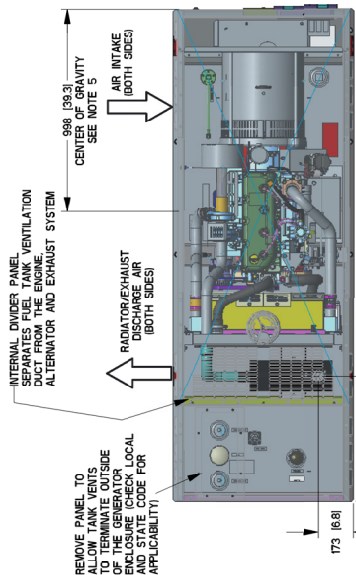 998 [39.3]
CENTER OF GRAVITY
SEE NOTE 5
AIR INTAKE
(BOTH SIDES)
INTERNAL DIVIDER PANEL
SEPARATES FUEL TANK VENTILATION
DUCT FROM THE ENGINE,
ALTERNATOR AND EXHAUST SYSTEM
RADIATOR/EXHAUST
DISCHARGE AIR
(BOTH SIDES)
REMOVE PANEL TO
ALLOW TANK VENTS
TO TERMINATE OUTSIDE
OF THE GENERATOR
ENCLOSURE (CHECK LOCAL
AND STATE CODE FOR
APPLICABILITY)
173 [6.8]